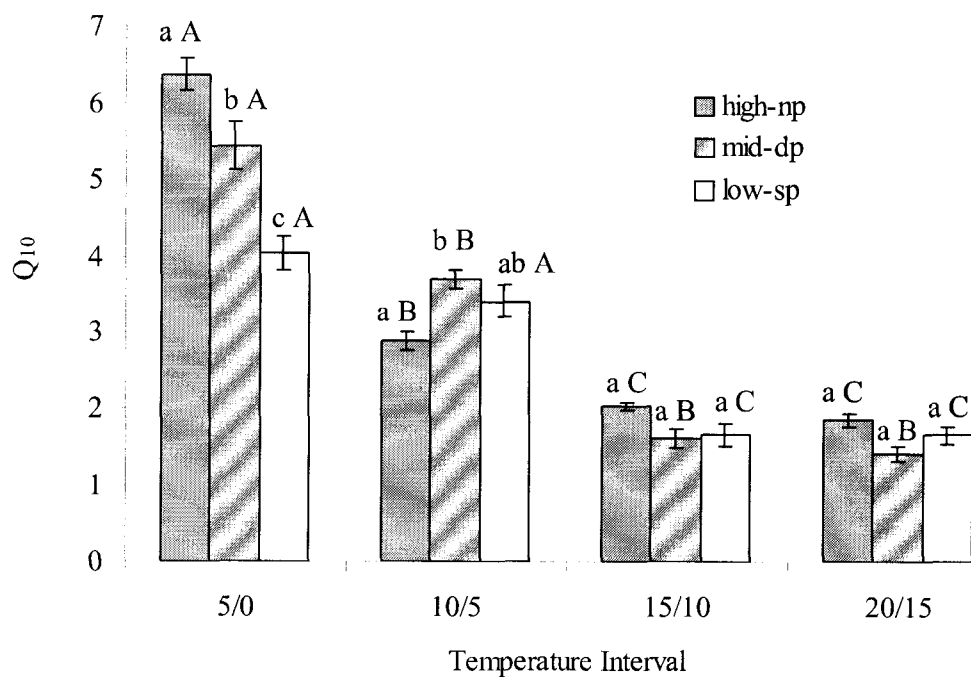 7
a A
6
b A
high-np
mid-dp
5
low-sp
c A
4
Q10
b B
ab A
3
a B
2
a C
a B
a C
a C
a B
a C
1
0
5/0
10/5
15/10
20/15
Temperature Interval